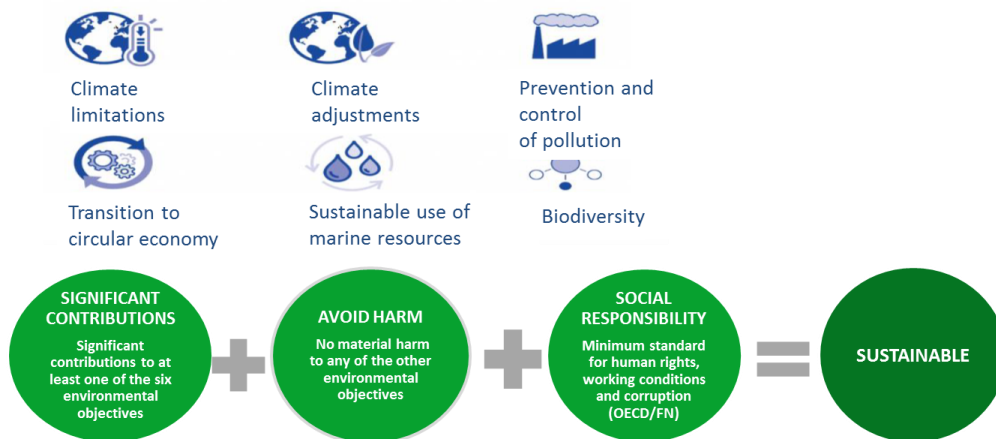 Climate
limitations
Climate
adjustments
Prevention and
control
of pollution
Transition to
circular economy
Sustainable use of
marine resources
Biodiversity
SIGNIFICANT
CONTRIBUTIONS
Significant
contributions to at
least one of the six
environmental
objectives
AVOID HARM
No material harm
to any of the other
environmental
objectives
SOCIAL
RESPONSIBILITY
Minimum standard
for human rights,
working conditions
and corruption
(OECD/FN)
SUSTAINABLE